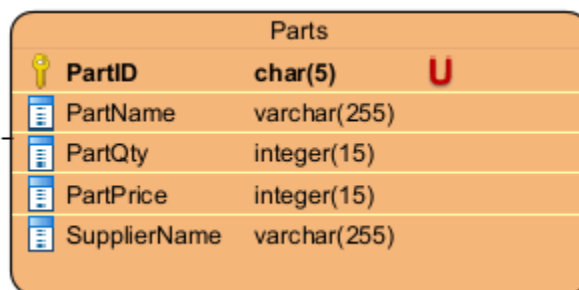 Parts
PartID char(5) U
PartName varchar(255)
PartQty integer(15)
PartPrice integer(15)
SupplierName varchar(255)